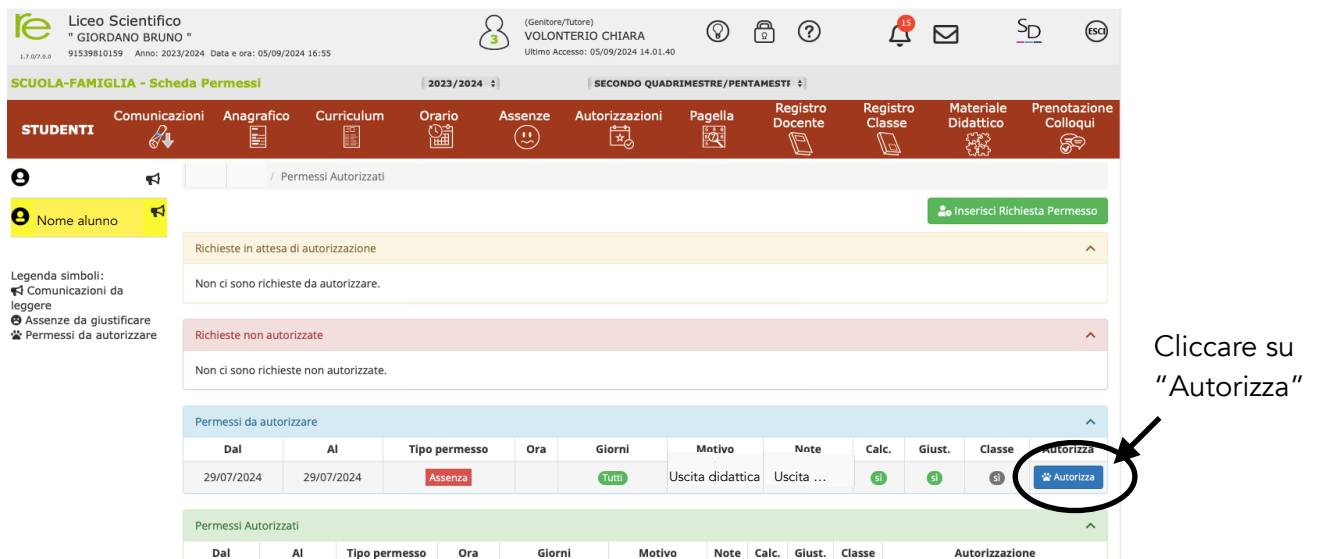 re
Liceo Scientifico
" GIORDANO BRUNO "
1.7.0/7.0.0 91539810159 Anno: 2023/2024 Data e ora: 05/09/2024 16:55
3
(Genitore/Tutore)
VOLONTERIO CHIARA
Ultimo Accesso: 05/09/2024 14.01.40
?
15
SD
ESCI
SCUOLA-FAMIGLIA - Scheda Permessi 2023/2024 SECONDO QUADRIMESTRE/PENTAMESTF
STUDENTI
Comunicazioni
Anagrafico
Curriculum
Orario
Assenze
Autorizzazioni
Pagella
Registro
Docente
Registro
Classe
Materiale
Didattico
Prenotazione
Colloqui
/ Permessi Autorizzati
Nome alunno
Inserisci Richiesta Permesso
Legenda simboli:
Comunicazioni da
leggere
Assenze da giustificare
Permessi da autorizzare
Richieste in attesa di autorizzazione
Non ci sono richieste da autorizzare.
Richieste non autorizzate
Non ci sono richieste non autorizzate.
Cliccare su
"Autorizza"
Permessi da autorizzare
Dal Al Tipo permesso Ora Giorni Motivo Note Calc. Giust. Classe Autorizza
29/07/2024 29/07/2024 Assenza Tutti Uscita didattica Uscita ... sì sì sì Autorizza
Permessi Autorizzati
Dal Al Tipo permesso Ora Giorni Motivo Note Calc. Giust. Classe Autorizzazione